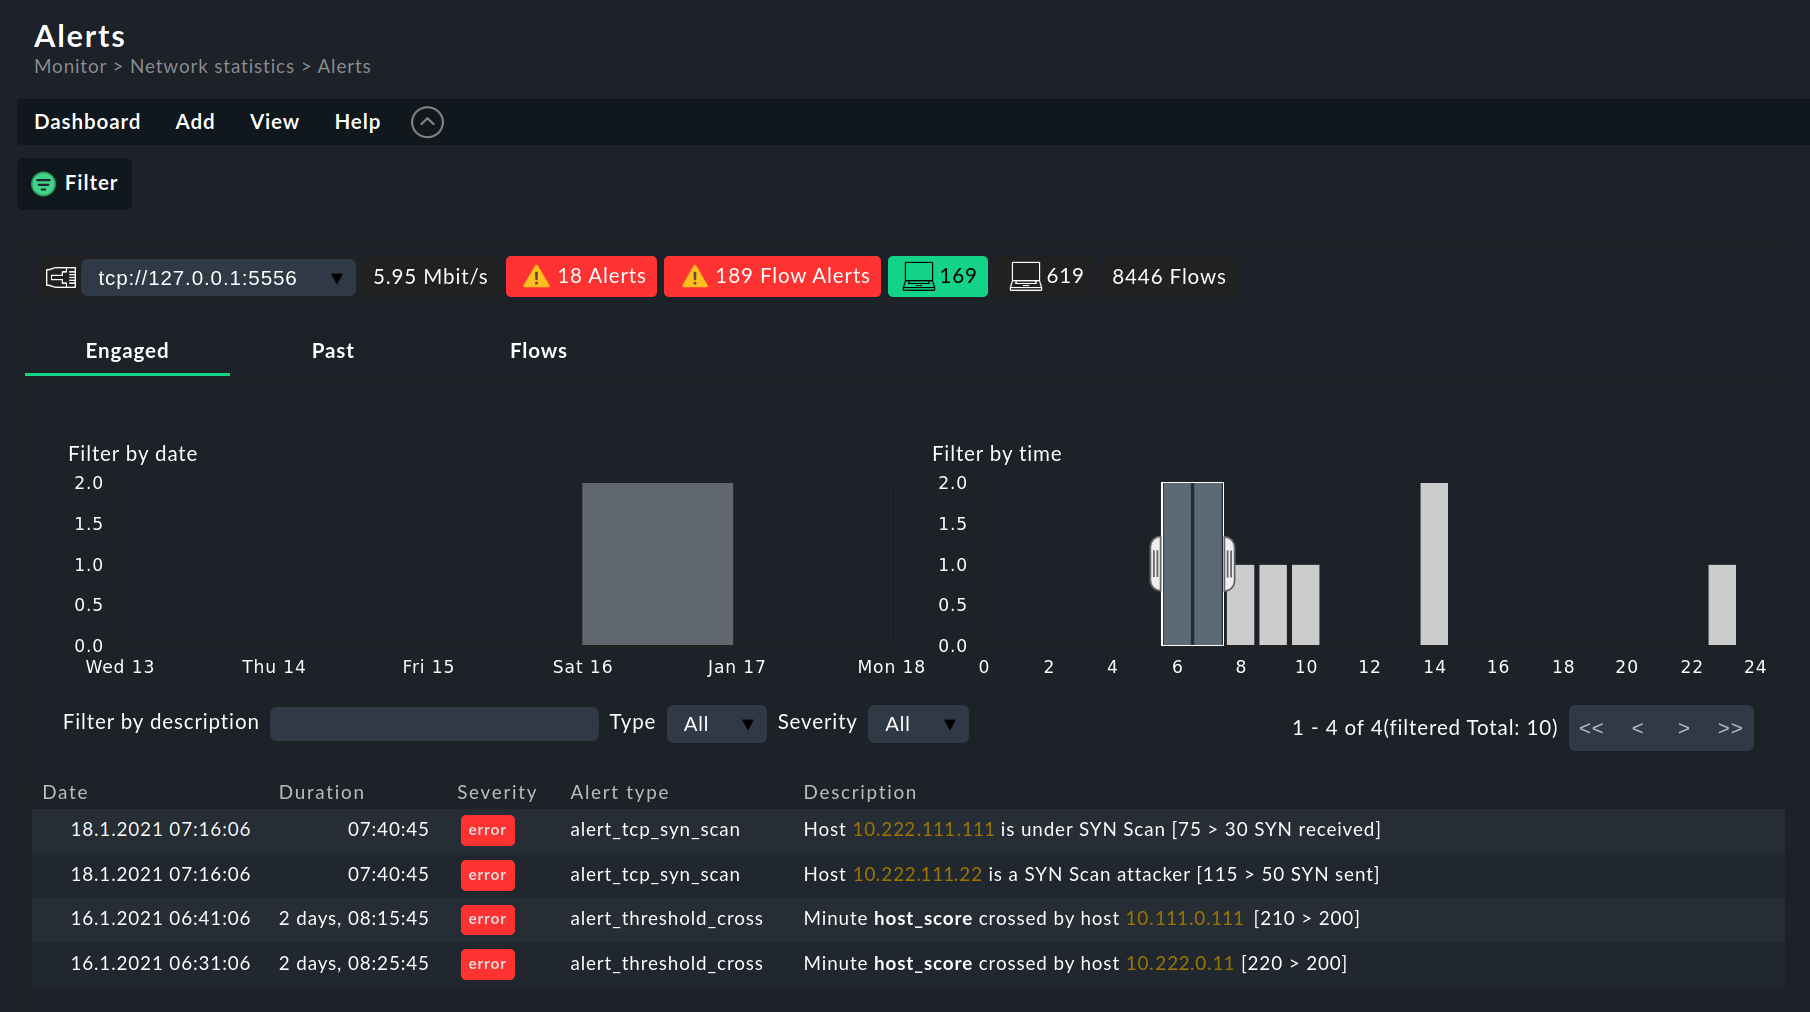 Alerts
Monitor > Network statistics > Alerts
Dashboard Add View Help
Filter
tcp://127.0.0.1:5556 5.95 Mbit/s 18 Alerts 189 Flow Alerts 169 619 8446 Flows
Engaged Past Flows
Filter by date
2.0
1.5
1.0
0.5
0.0
Wed 13 Thu 14 Fri 15 Sat 16 Jan 17 Mon 18
Filter by time
2.0
1.5
1.0
0.5
0.0
0 2 4 6 8 10 12 14 16 18 20 22 24
Filter by description Type All Severity All 1 - 4 of 4(filtered Total: 10) << < > >>
Date Duration Severity Alert type Description
18.1.2021 07:16:06 07:40:45 error alert_tcp_syn_scan Host 10.222.111.111 is under SYN Scan [75 > 30 SYN received]
18.1.2021 07:16:06 07:40:45 error alert_tcp_syn_scan Host 10.222.111.22 is a SYN Scan attacker [115 > 50 SYN sent]
16.1.2021 06:41:06 2 days, 08:15:45 error alert_threshold_cross Minute host_score crossed by host 10.111.0.111 [210 > 200]
16.1.2021 06:31:06 2 days, 08:25:45 error alert_threshold_cross Minute host_score crossed by host 10.222.0.11 [220 > 200]